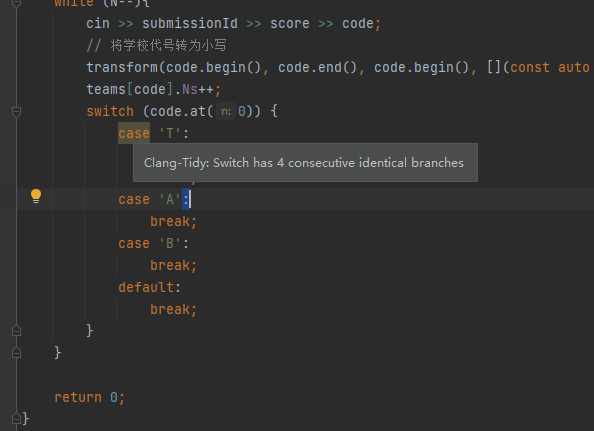 while (N--){
cin >> submissionId >> score >> code;
// 将学校代号转为小写
transform(code.begin(), code.end(), code.begin(), [](const auto
teams[code].Ns++;
switch (code.at( n: 0)) {
case 'T':
Clang-Tidy: Switch has 4 consecutive identical branches
case 'A':
break;
case 'B':
break;
default:
break;
}
}
return 0;
}